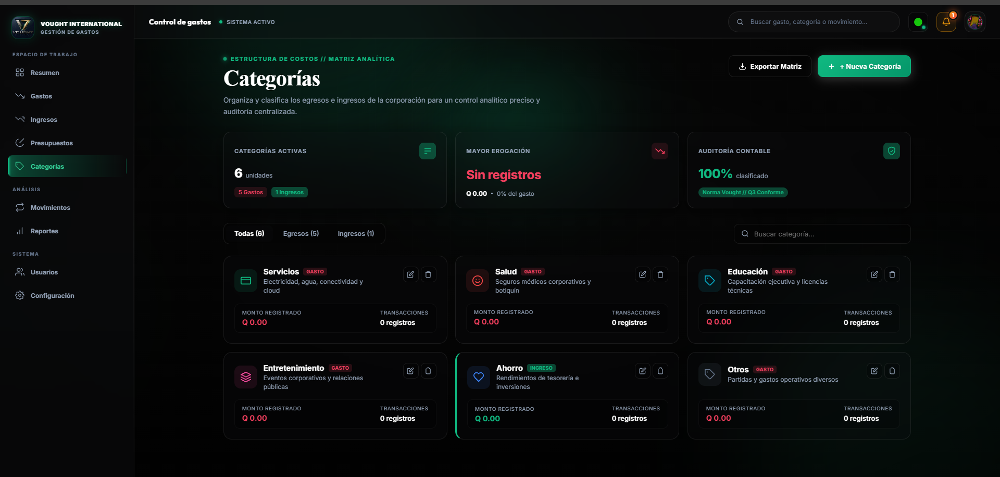 VOUGHT INTERNATIONAL
GESTIÓN DE GASTOS
Control de gastos
SISTEMA ACTIVO
Buscar gasto, categoría o movimiento...
1
ESPACIO DE TRABAJO
Resumen
Gastos
Ingresos
Presupuestos
Categorías
ANÁLISIS
Movimientos
Reportes
SISTEMA
Usuarios
Configuración
ESTRUCTURA DE COSTOS // MATRIZ ANALÍTICA
Categorías
Organiza y clasifica los egresos e ingresos de la corporación para un control analítico preciso y
auditoría centralizada.
Exportar Matriz
+ Nueva Categoría
CATEGORÍAS ACTIVAS
6 unidades
5 Gastos 1 Ingresos
MAYOR EROGACIÓN
Sin registros
Q 0.00 • 0% del gasto
AUDITORÍA CONTABLE
100% clasificado
Norma Vought // Q3 Conforme
Todas (6) Egresos (5) Ingresos (1)
Buscar categoría...
Servicios GASTO
Electricidad, agua, conectividad y
cloud
MONTO REGISTRADO TRANSACCIONES
Q 0.00 0 registros
Salud GASTO
Seguros médicos corporativos y
botiquín
MONTO REGISTRADO TRANSACCIONES
Q 0.00 0 registros
Educación GASTO
Capacitación ejecutiva y licencias
técnicas
MONTO REGISTRADO TRANSACCIONES
Q 0.00 0 registros
Entretenimiento GASTO
Eventos corporativos y relaciones
públicas
MONTO REGISTRADO TRANSACCIONES
Q 0.00 0 registros
Ahorro INGRESO
Rendimientos de tesorería e
inversiones
MONTO REGISTRADO TRANSACCIONES
Q 0.00 0 registros
Otros GASTO
Partidas y gastos operativos diversos
MONTO REGISTRADO TRANSACCIONES
Q 0.00 0 registros